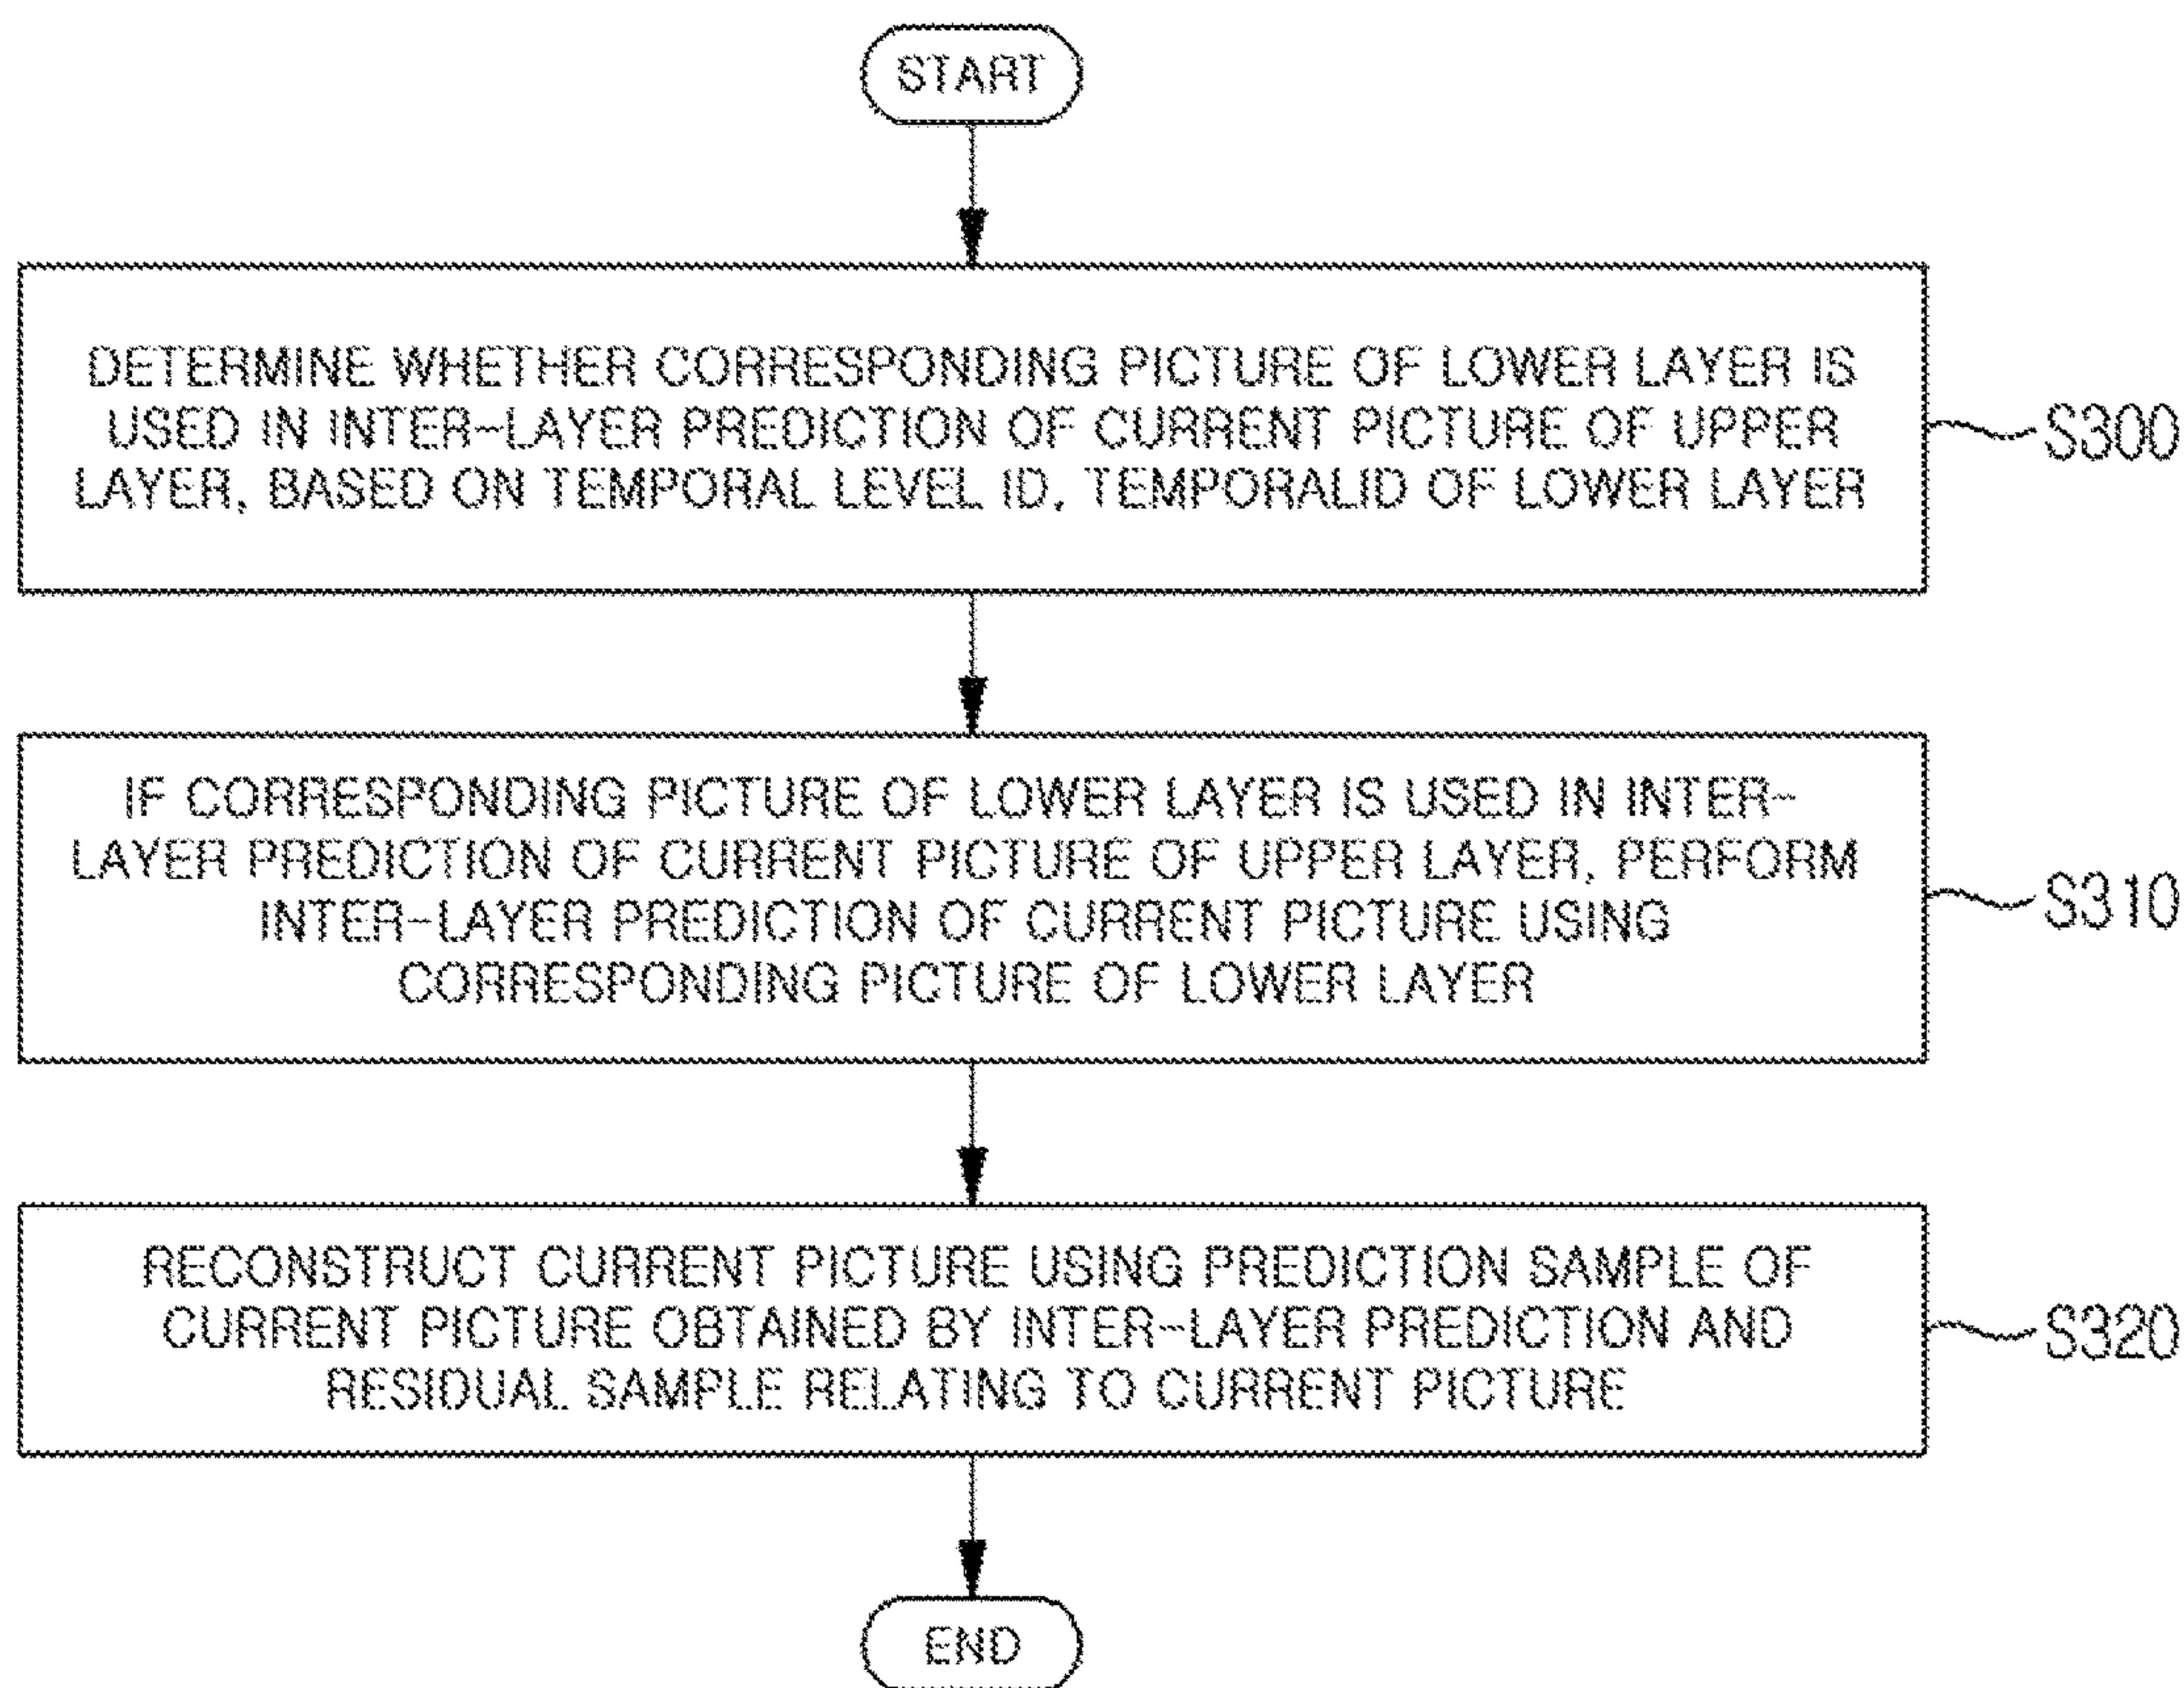 START
DETERMINE WHETHER CORRESPONDING PICTURE OF LOWER LAYER IS
USED IN INTER-LAYER PREDICTION OF CURRENT PICTURE OF UPPER
LAYER, BASED ON TEMPORAL LEVEL ID, TEMPORALID OF LOWER LAYER
S300
IF CORRESPONDING PICTURE OF LOWER LAYER IS USED IN INTER-
LAYER PREDICTION OF CURRENT PICTURE OF UPPER LAYER, PERFORM
INTER-LAYER PREDICTION OF CURRENT PICTURE USING
CORRESPONDING PICTURE OF LOWER LAYER
S310
RECONSTRUCT CURRENT PICTURE USING PREDICTION SAMPLE OF
CURRENT PICTURE OBTAINED BY INTER-LAYER PREDICTION AND
RESIDUAL SAMPLE RELATING TO CURRENT PICTURE
S320
END